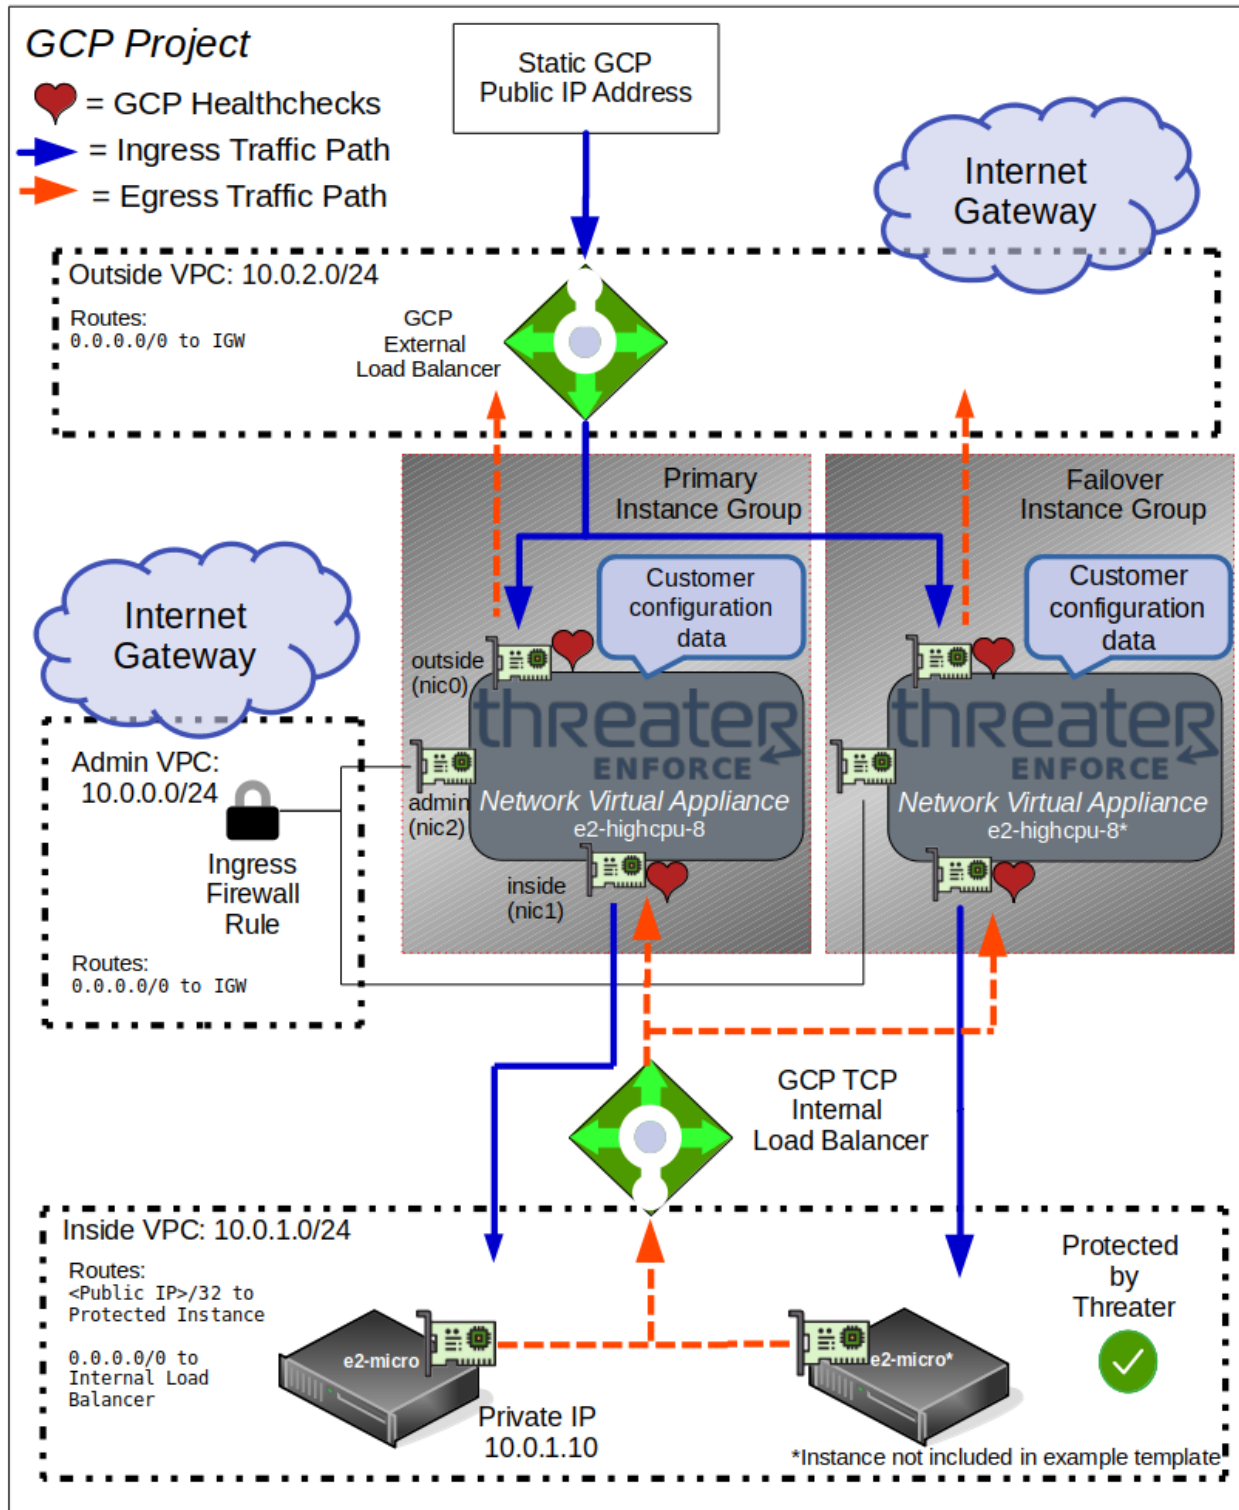 GCP Project
= GCP Healthchecks
= Ingress Traffic Path
= Egress Traffic Path
Static GCP
Public IP Address
Internet
Gateway
Outside VPC: 10.0.2.0/24
Routes:
0.0.0.0/0 to IGW
GCP
External
Load Balancer
Primary
Instance Group
Failover
Instance Group
Internet
Gateway
Customer
configuration
data
Customer
configuration
data
outside
(nic0)
threater
ENFORCE
Network Virtual Appliance
e2-highcpu-8
threater
ENFORCE
Network Virtual Appliance
e2-highcpu-8*
Admin VPC:
10.0.0.0/24
admin
(nic2)
Ingress
Firewall
Rule
inside
(nic1)
Routes:
0.0.0.0/0 to IGW
GCP TCP
Internal
Load Balancer
Inside VPC: 10.0.1.0/24
Routes:
<Public IP>/32 to
Protected Instance
0.0.0.0/0 to
Internal Load
Balancer
e2-micro
Private IP
10.0.1.10
e2-micro*
Protected
by
Threater
*Instance not included in example template